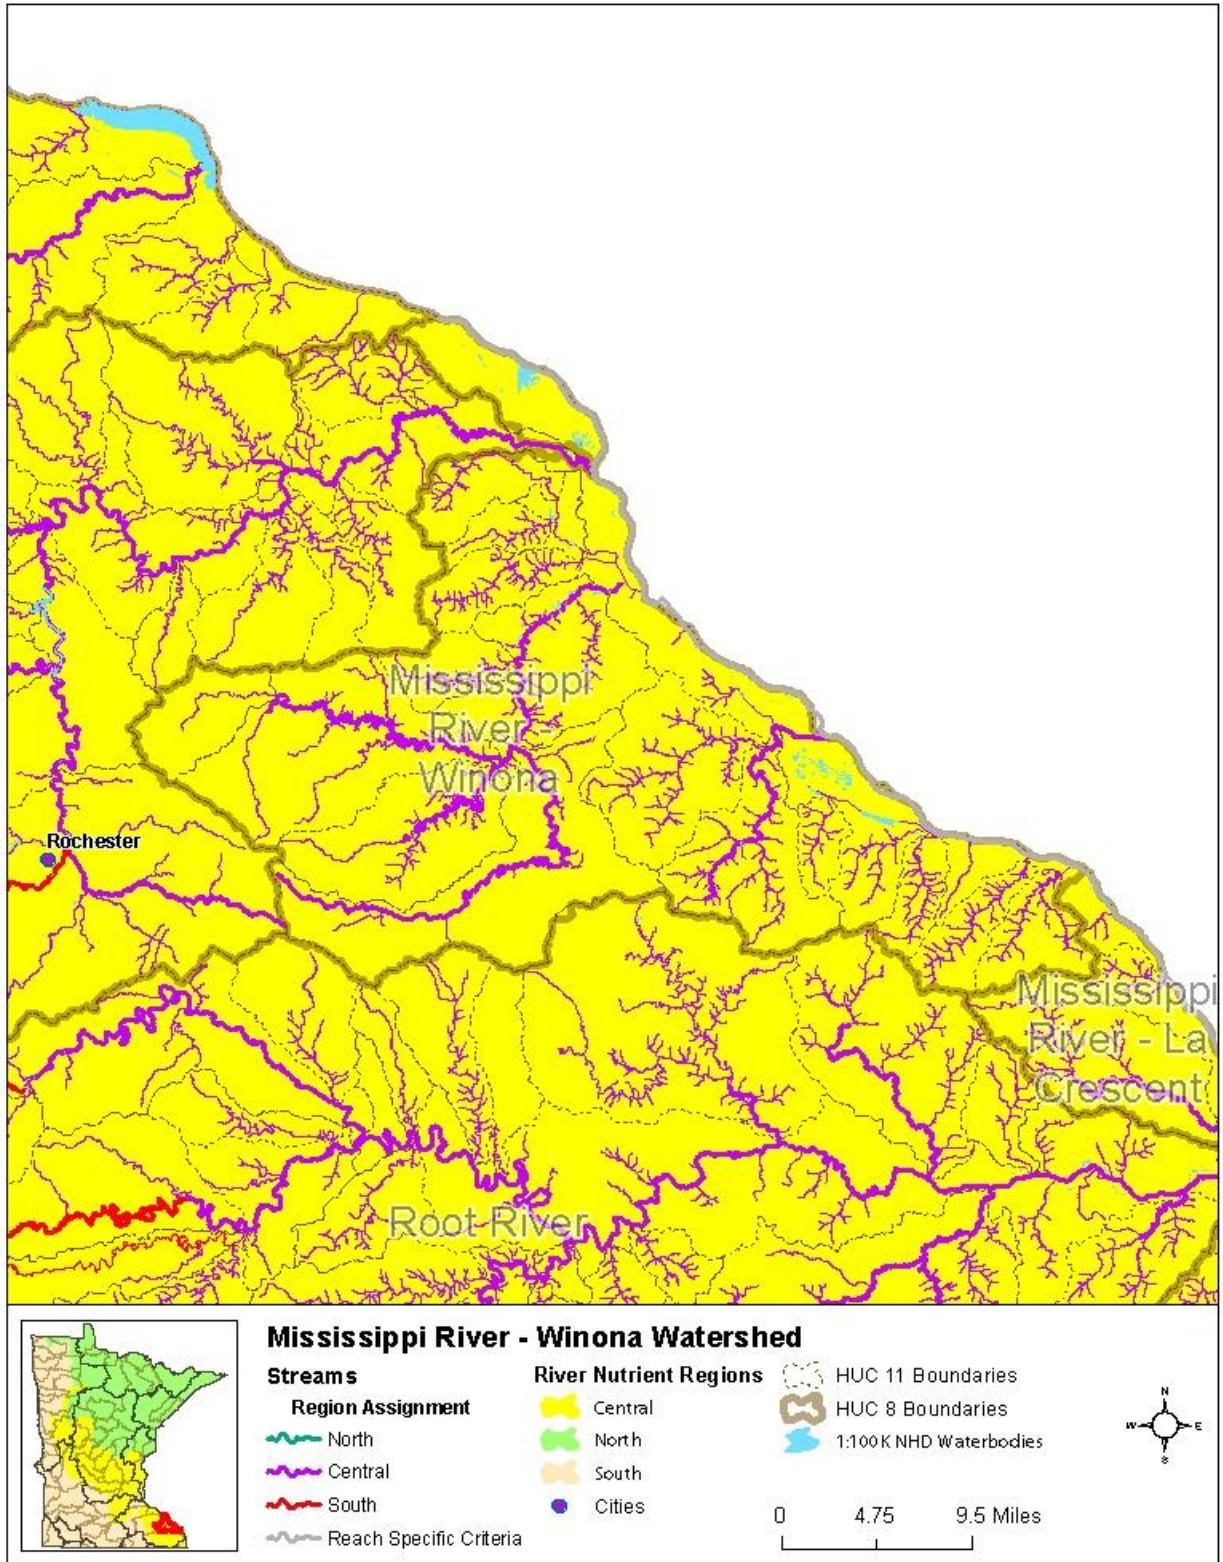 Mississippi
River -
Winona
Rochester
Mississippi
River - La
Crescent
Root River
Mississippi River - Winona Watershed
Streams
Region Assignment
North
Central
South
Reach Specific Criteria
River Nutrient Regions
Central
North
South
Cities
HUC 11 Boundaries
HUC 8 Boundaries
1:100K NHD Waterbodies
N
W E
S
0 4.75 9.5 Miles